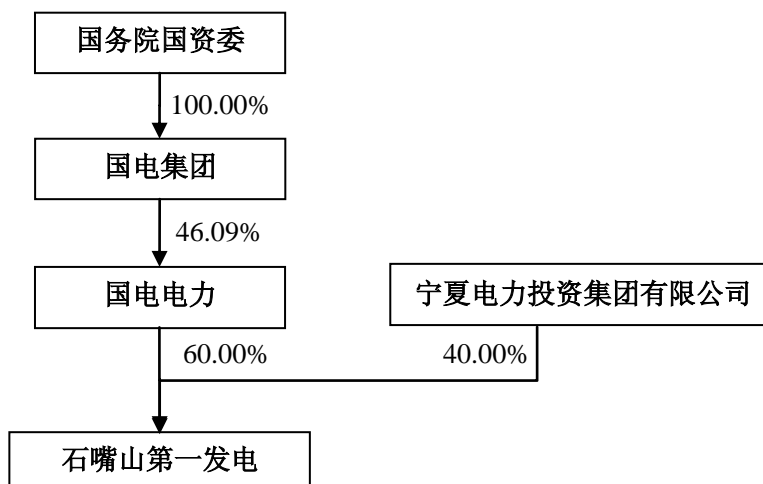 国务院国资委
100.00%
国电集团
46.09%
国电电力
宁夏电力投资集团有限公司
60.00%
40.00%
石嘴山第一发电